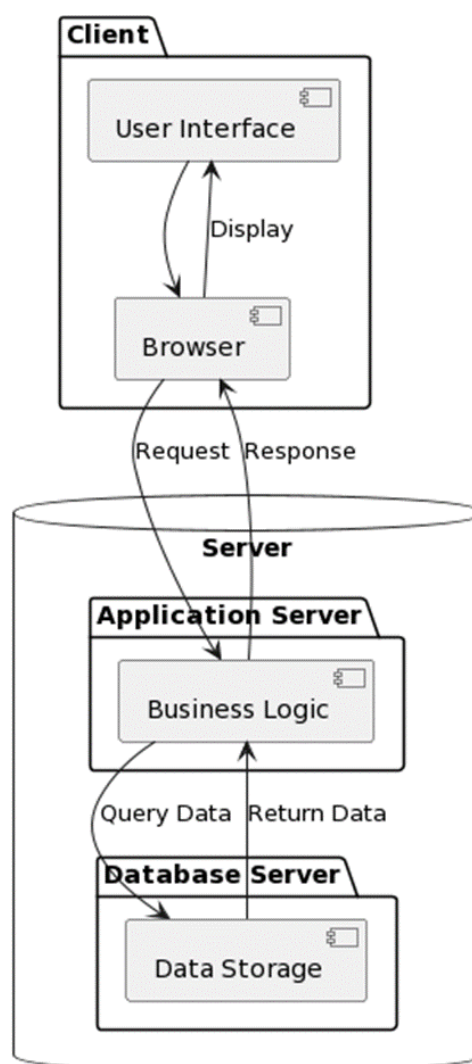 Client
User Interface
Display
Browser
Request Response
Server
Application Server
Business Logic
Query Data Return Data
Database Server
Data Storage